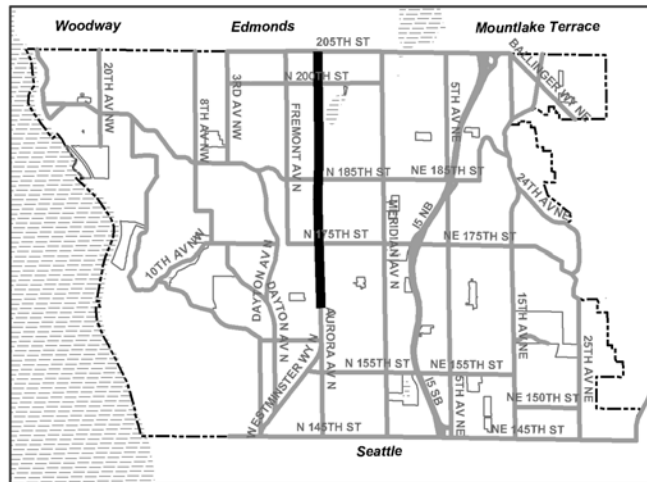 Woodway
Edmonds
Mountlake Terrace
205TH ST
BALLINGER WY NE
20TH AV NW
8TH AV NW
3RD AV NW
N 200TH ST
FREMONT AV N
5TH AV NE
N 185TH ST
NE 185TH ST
24TH AV NE
MERIDIAN AV N
I5 NB
10TH AV NW
N 175TH ST
NE 175TH ST
DAYTON AV N
DAYTON AV N
AURORA AV N
15TH AV NE
25TH AV NE
WESTMINSTER WY N
N 155TH ST
NE 155TH ST
I5 SB
5TH AV NE
NE 150TH ST
N 145TH ST
NE 145TH ST
Seattle